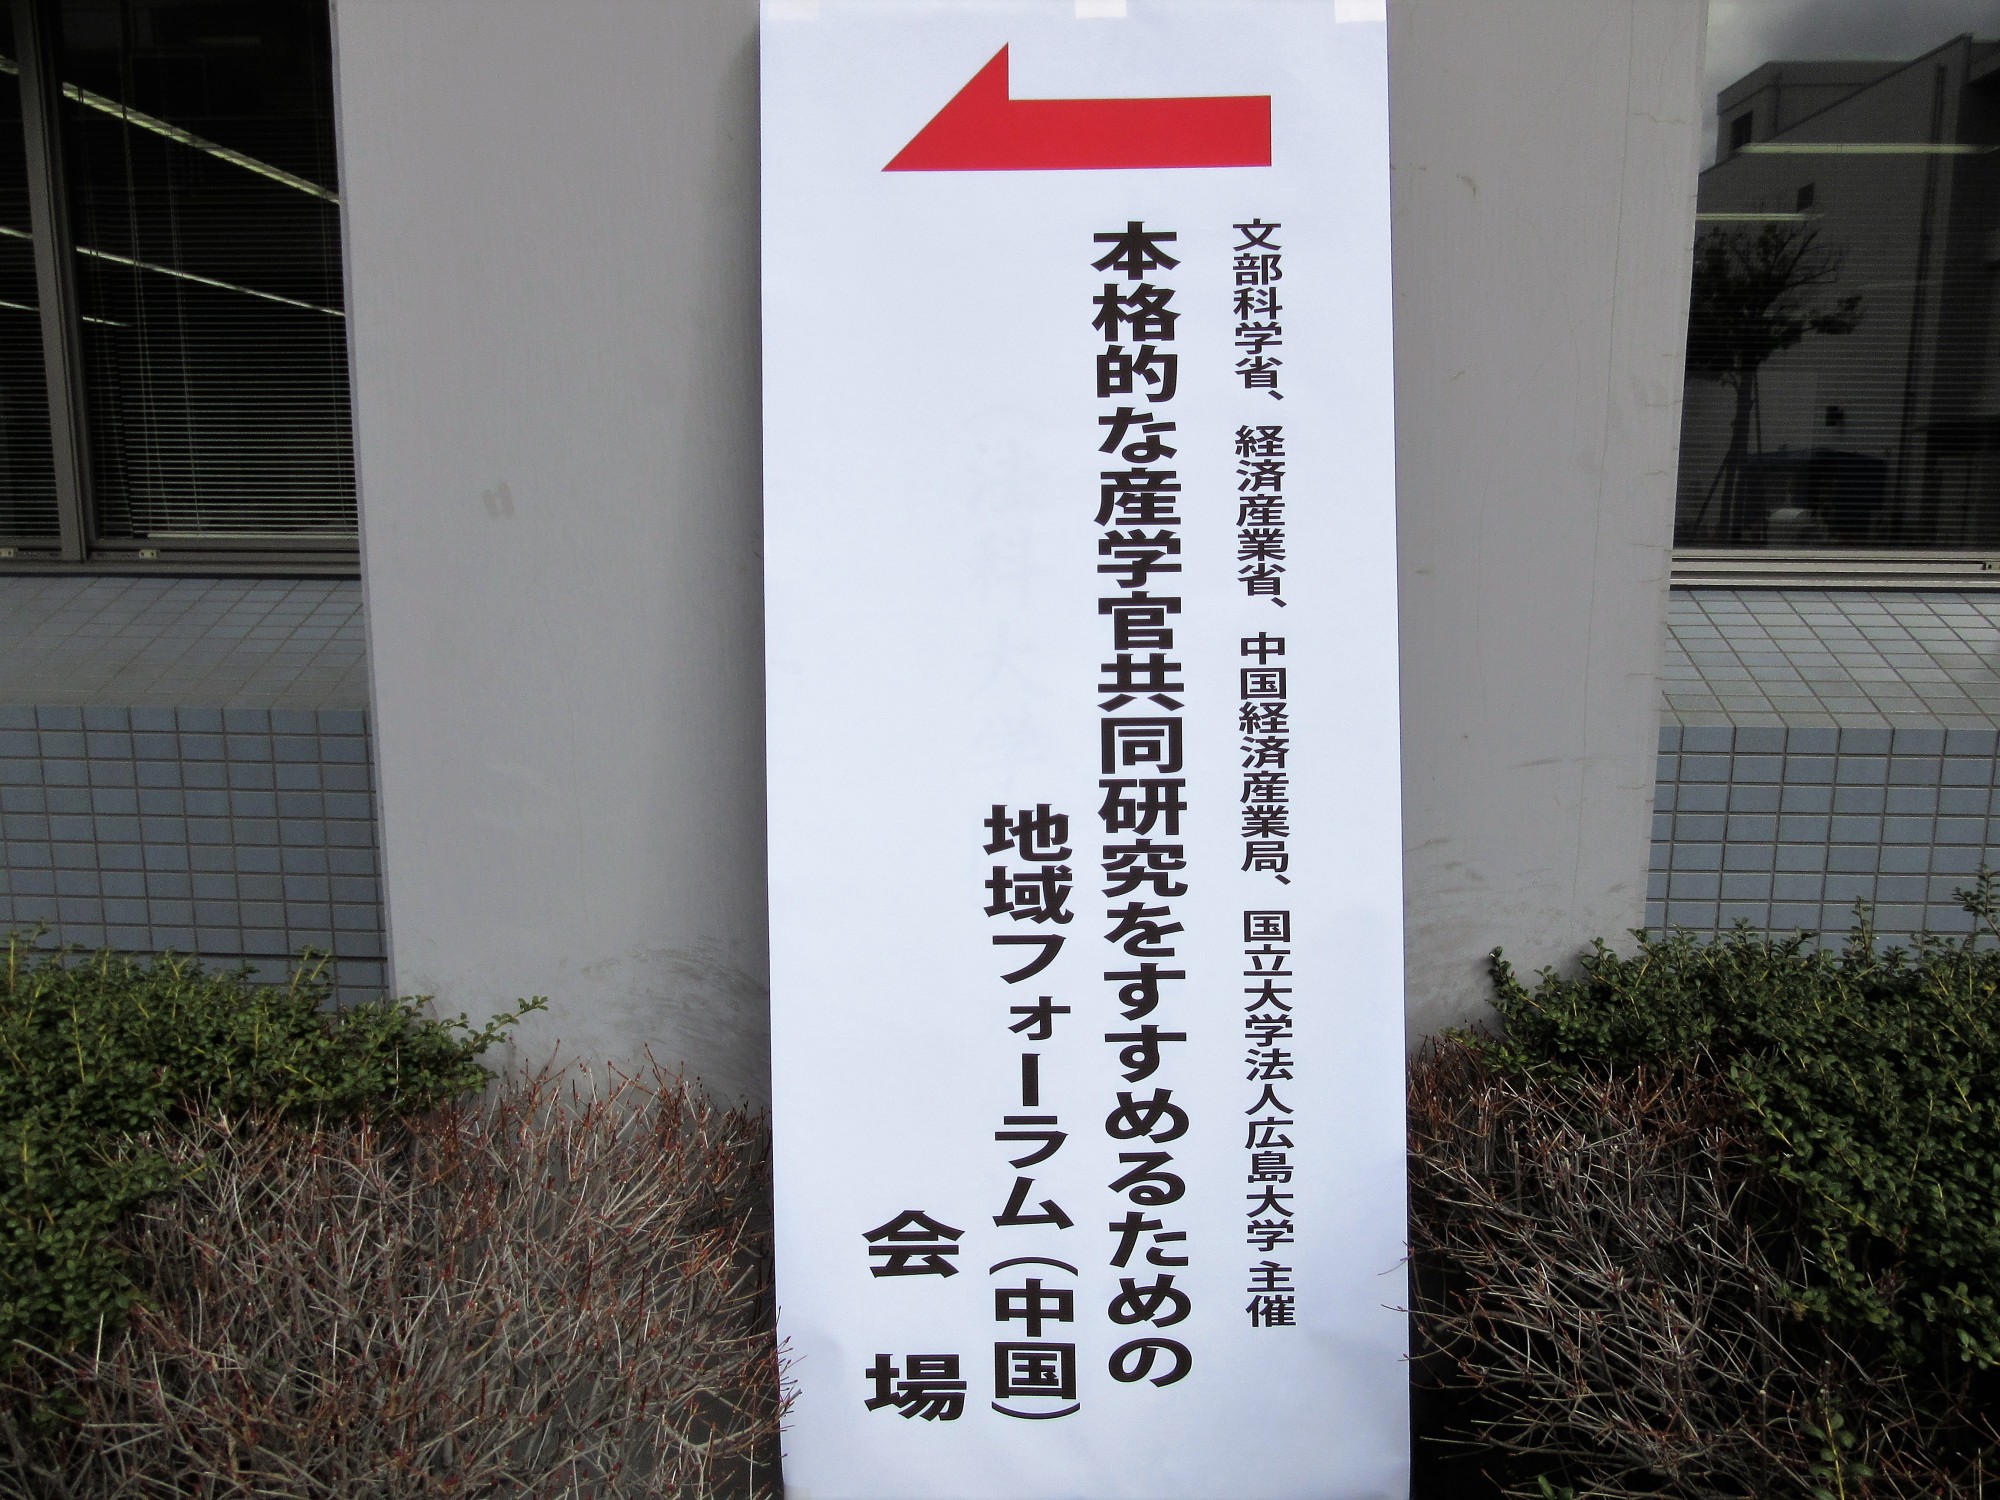 文部科学省、経済産業省、中国経済産業局、国立大学法人広島大学 主催
本格的な産学官共同研究をすすめるための
地域フォーラム（中国）
会場